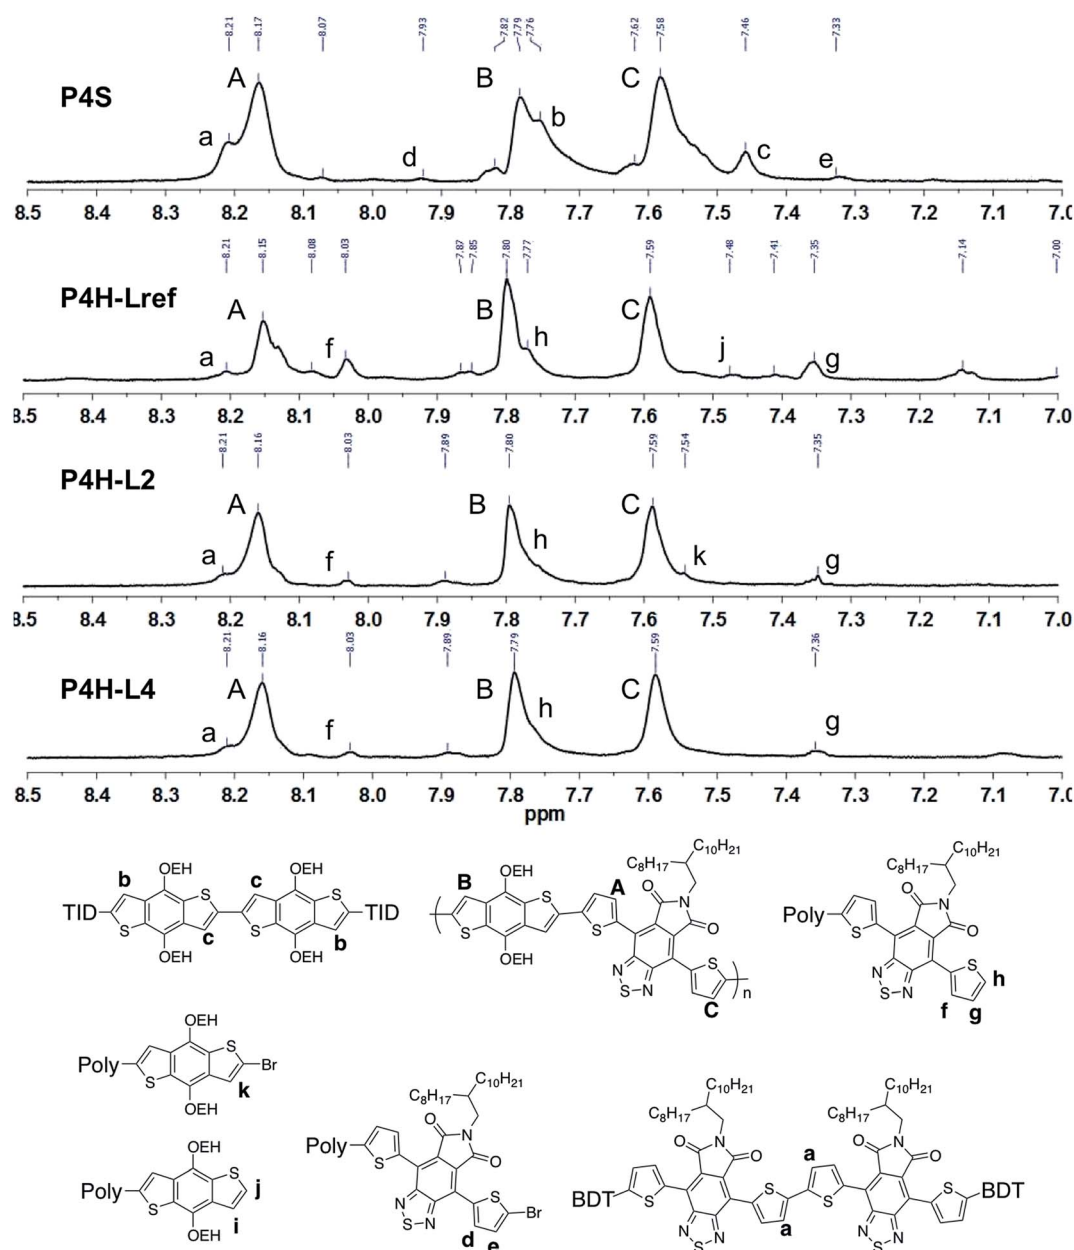 8.21 8.17 8.07 7.93 7.82 7.79 7.76 7.62 7.58 7.46 7.33
P4S
a A d B b C c e
8.5 8.4 8.3 8.2 8.1 8.0 7.9 7.8 7.7 7.6 7.5 7.4 7.3 7.2 7.1 7.0
8.21 8.15 8.08 8.03 7.87 7.85 7.80 7.77 7.59 7.48 7.41 7.35 7.14 7.00
P4H-Lref
a A f B h C j g
8.5 8.4 8.3 8.2 8.1 8.0 7.9 7.8 7.7 7.6 7.5 7.4 7.3 7.2 7.1 7.0
8.21 8.16 8.03 7.89 7.80 7.59 7.54 7.35
P4H-L2
a A f B h C k g
8.5 8.4 8.3 8.2 8.1 8.0 7.9 7.8 7.7 7.6 7.5 7.4 7.3 7.2 7.1 7.0
8.21 8.16 8.03 7.89 7.79 7.59 7.36
P4H-L4
a A f B h C g
8.5 8.4 8.3 8.2 8.1 8.0 7.9 7.8 7.7 7.6 7.5 7.4 7.3 7.2 7.1 7.0
ppm
OEH OEH
b S c S
TID TID
S c S b
OEH OEH
C10H21
C8H17
OEH
B S S A O N O
S
OEH
N S N S n
C
C10H21
C8H17
Poly S O N O
N S N S h
f g
OEH
S Br
Poly
S k
OEH
OEH
S j
Poly
S i
OEH
C10H21
C8H17
Poly S O N O
N S N S Br
d e
C10H21 C10H21
C8H17 C8H17
O N O a O N O
BDT S S S S BDT
N S N a N S N